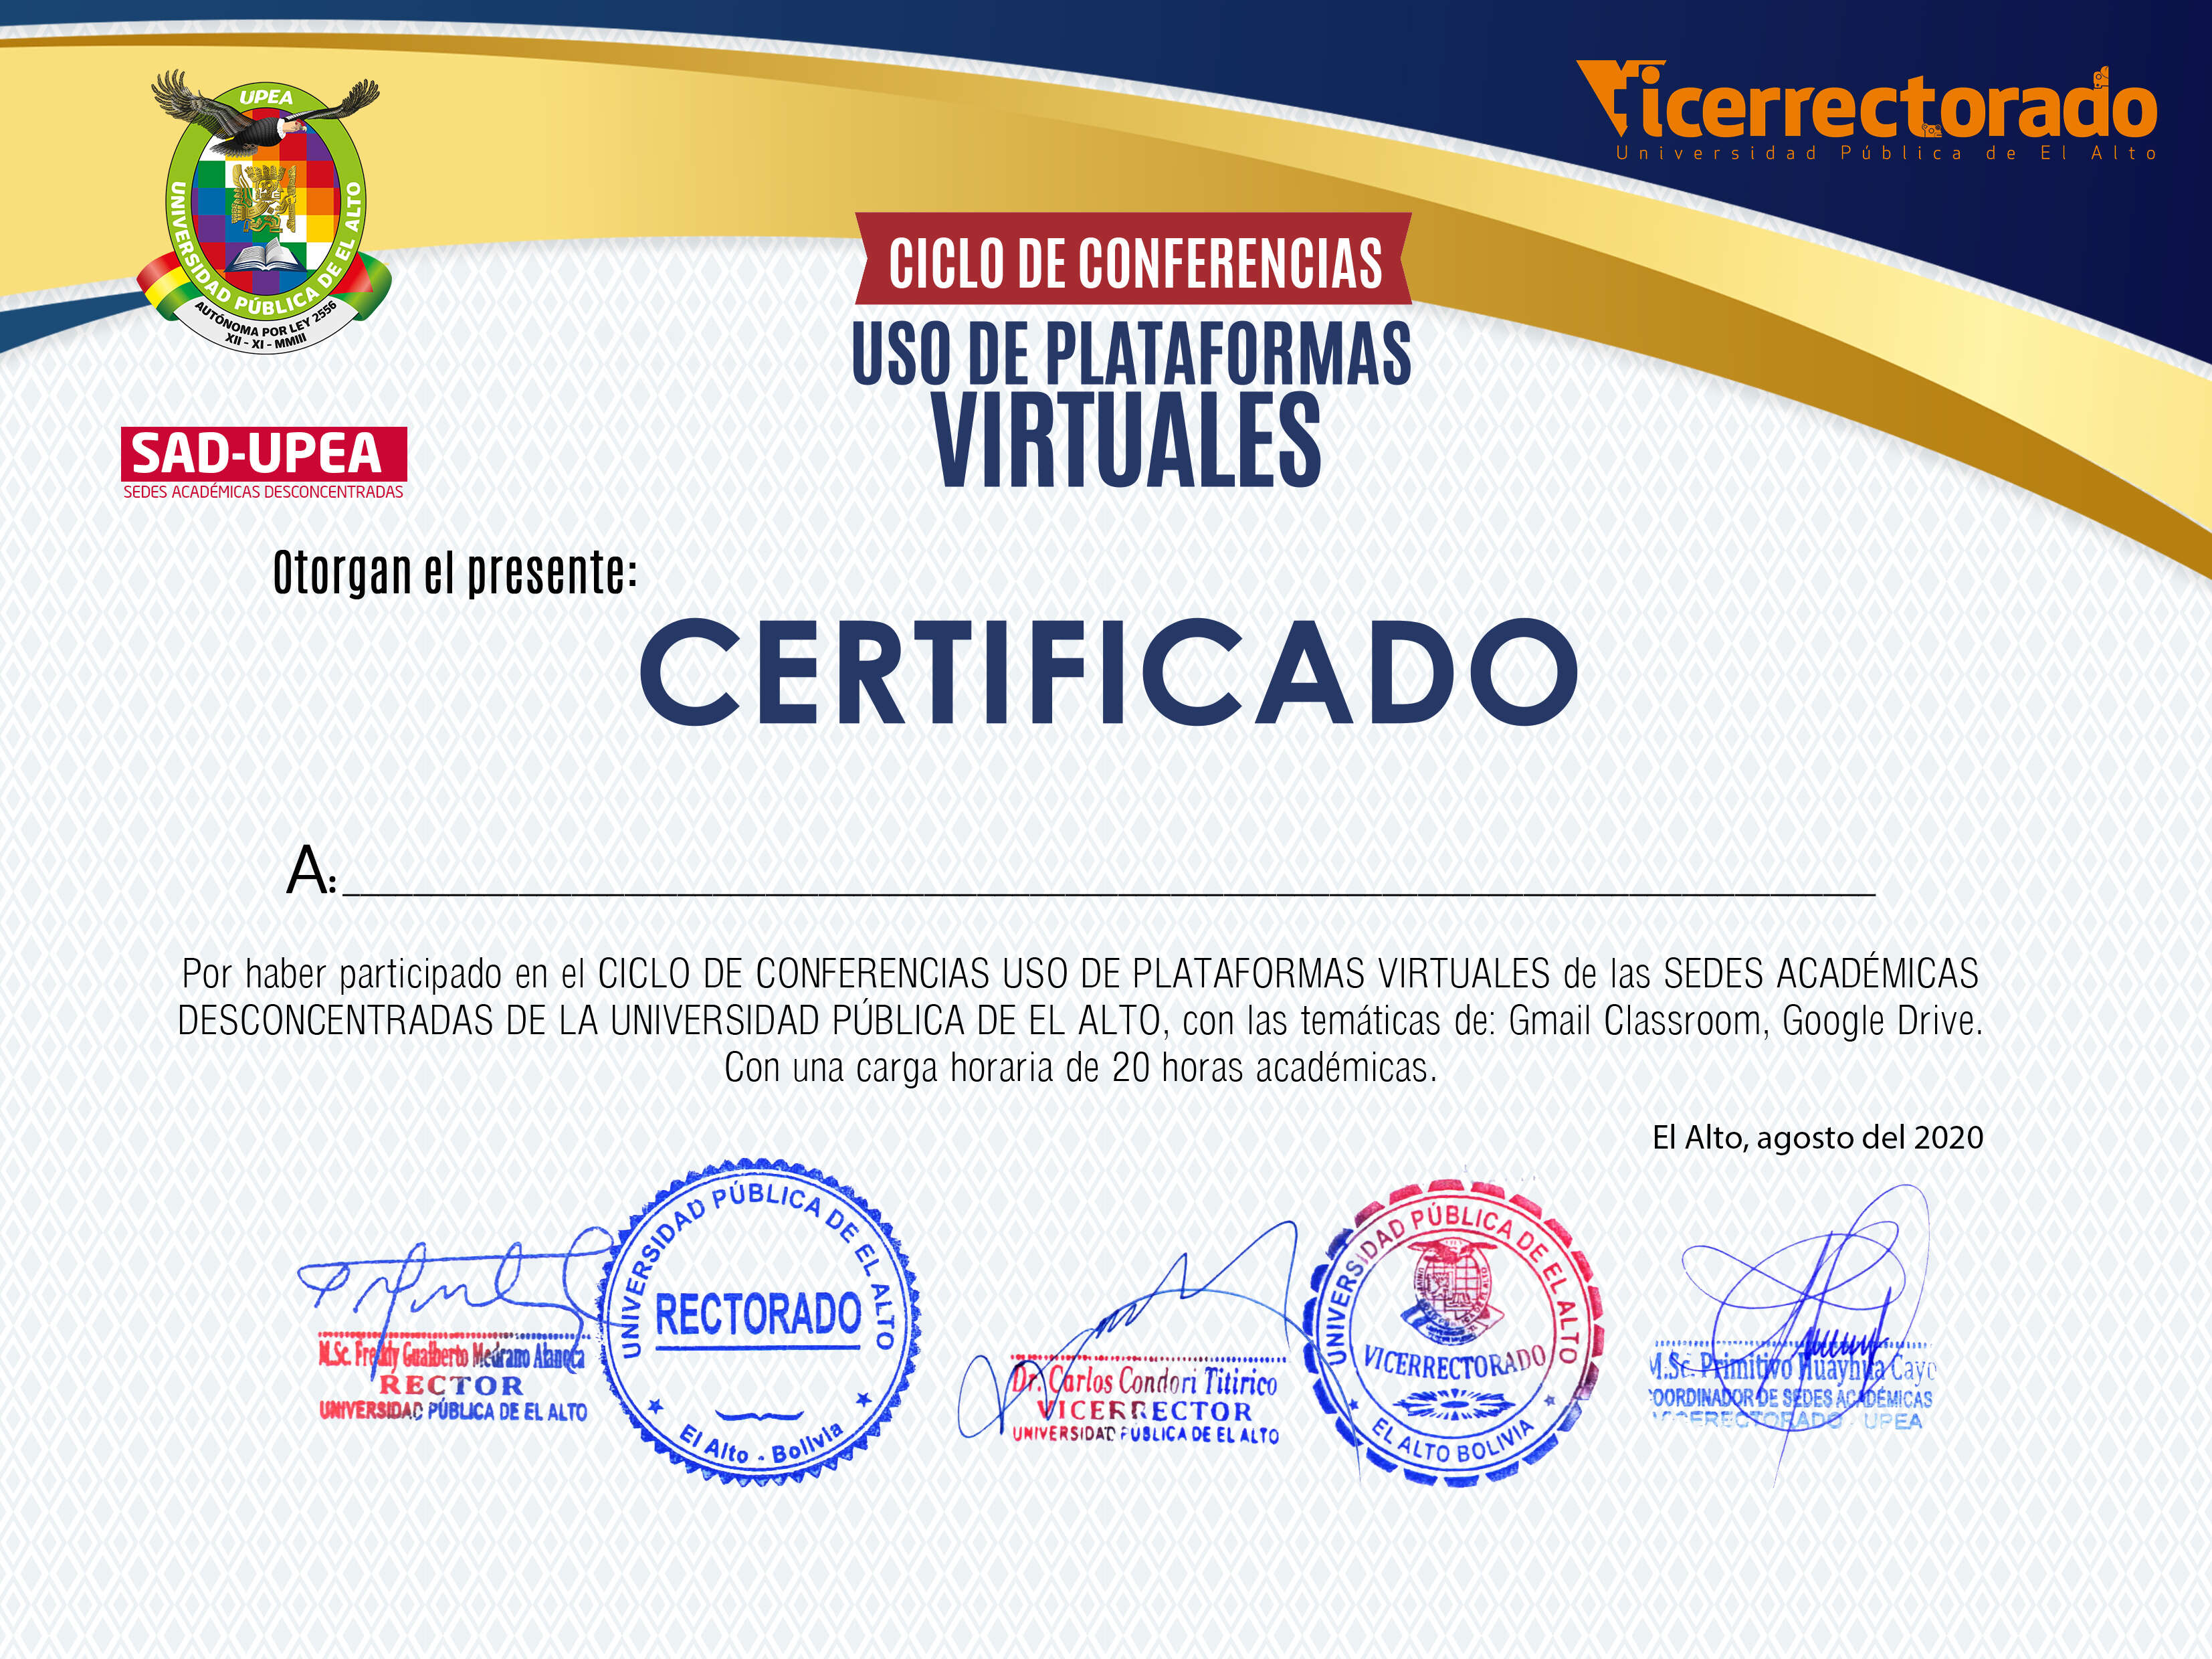 UPEA
UNIVERSIDAD PÚBLICA DE EL ALTO
AUTÓNOMA POR LEY 2556
XII - XI - MMIII
Vicerrectorado
Universidad Pública de El Alto
CICLO DE CONFERENCIAS
USO DE PLATAFORMAS
VIRTUALES
SAD-UPEA
SEDES ACADÉMICAS DESCONCENTRADAS
Otorgan el presente:
CERTIFICADO
A:
Por haber participado en el CICLO DE CONFERENCIAS USO DE PLATAFORMAS VIRTUALES de las SEDES ACADÉMICAS
DESCONCENTRADAS DE LA UNIVERSIDAD PÚBLICA DE EL ALTO, con las temáticas de: Gmail Classroom, Google Drive.
Con una carga horaria de 20 horas académicas.
El Alto, agosto del 2020
M.Sc. Freddy Gualberto Medrano Alanoca
RECTOR
UNIVERSIDAD PÚBLICA DE EL ALTO
UNIVERSIDAD PÚBLICA DE EL ALTO
RECTORADO
El Alto - Bolivia
Dr. Carlos Condori Titirico
VICERRECTOR
UNIVERSIDAD PUBLICA DE EL ALTO
UNIVERSIDAD PÚBLICA DE EL ALTO
VICERRECTORADO
EL ALTO BOLIVIA
M.Sc. Primitivo Huayhua Cayo
COORDINADOR DE SEDES ACADÉMICAS
VICERRECTORADO - UPEA